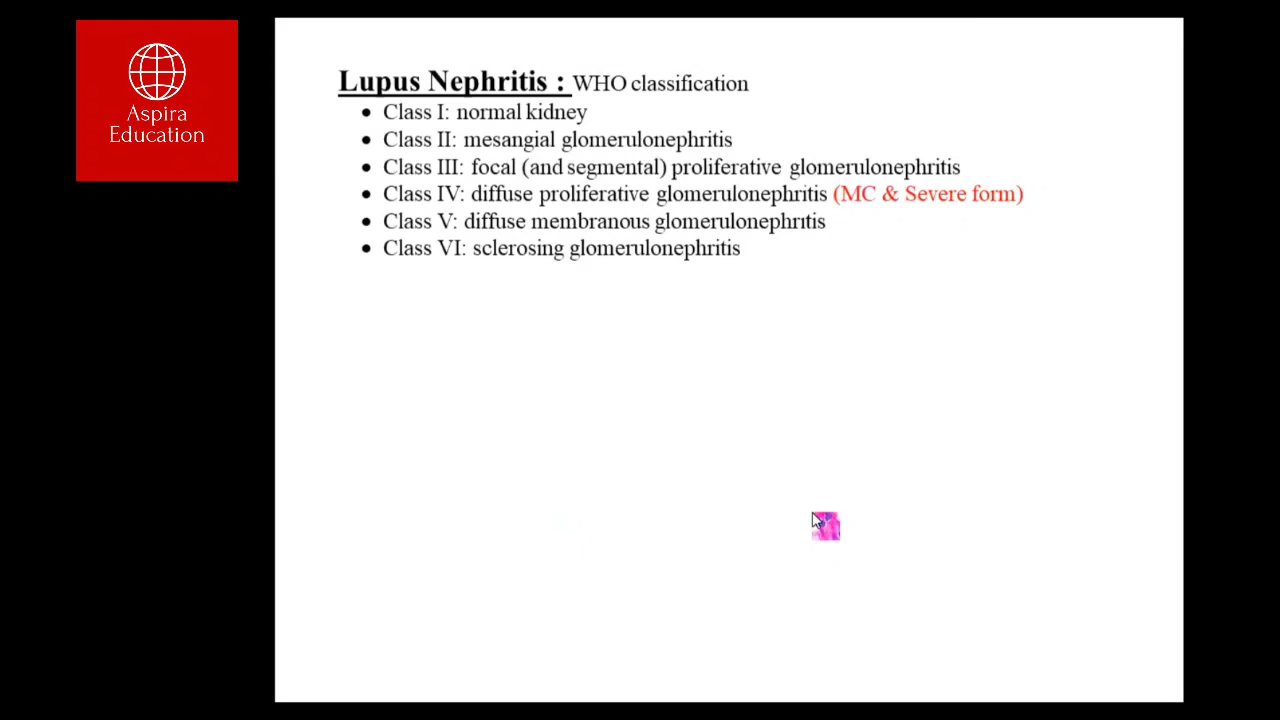 Aspira
Education
Lupus Nephritis : WHO classification
• Class I: normal kidney
• Class II: mesangial glomerulonephritis
• Class III: focal (and segmental) proliferative glomerulonephritis
• Class IV: diffuse proliferative glomerulonephritis (MC & Severe form)
• Class V: diffuse membranous glomerulonephritis
• Class VI: sclerosing glomerulonephritis